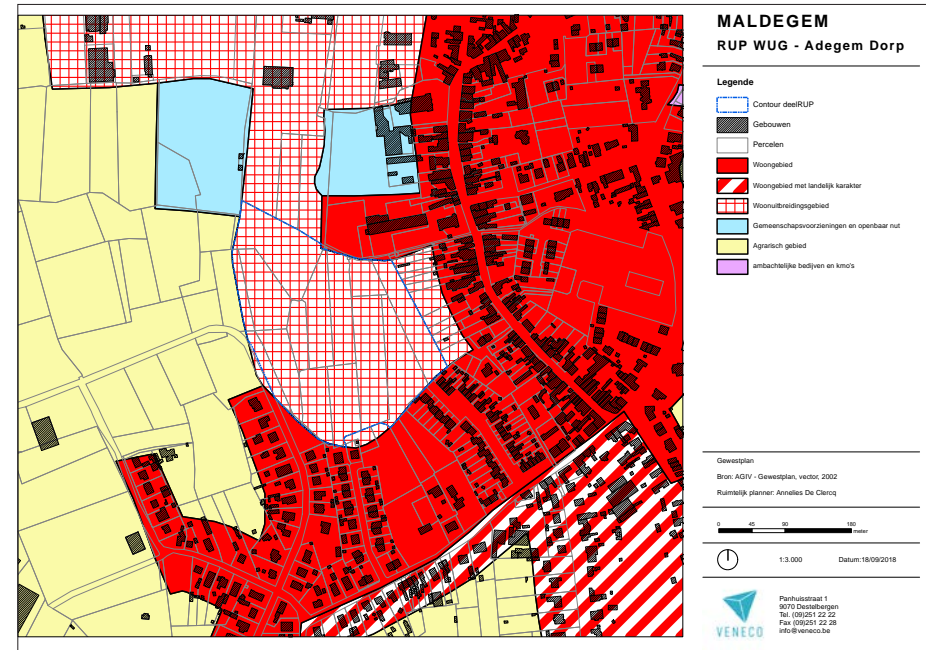 MALDEGEM
RUP WUG - Adegem Dorp
Legende
Contour deelRUP
Gebouwen
Percelen
Woongebied
Woongebied met landelijk karakter
Woonuitbreidingsgebied
Gemeenschapsvoorzieningen en openbaar nut
Agrarisch gebied
ambachtelijke bedijven en kmo's
Gewestplan
Bron: AGIV - Gewestplan, vector, 2002
Ruimtelijk planner: Annelies De Clercq
0 45 90 180
meter
1:3.000 Datum:18/09/2018
Panhuisstraat 1
9070 Destelbergen
Tel. (09)251 22 22
Fax (09)251 22 28
info@veneco.be
VENECO